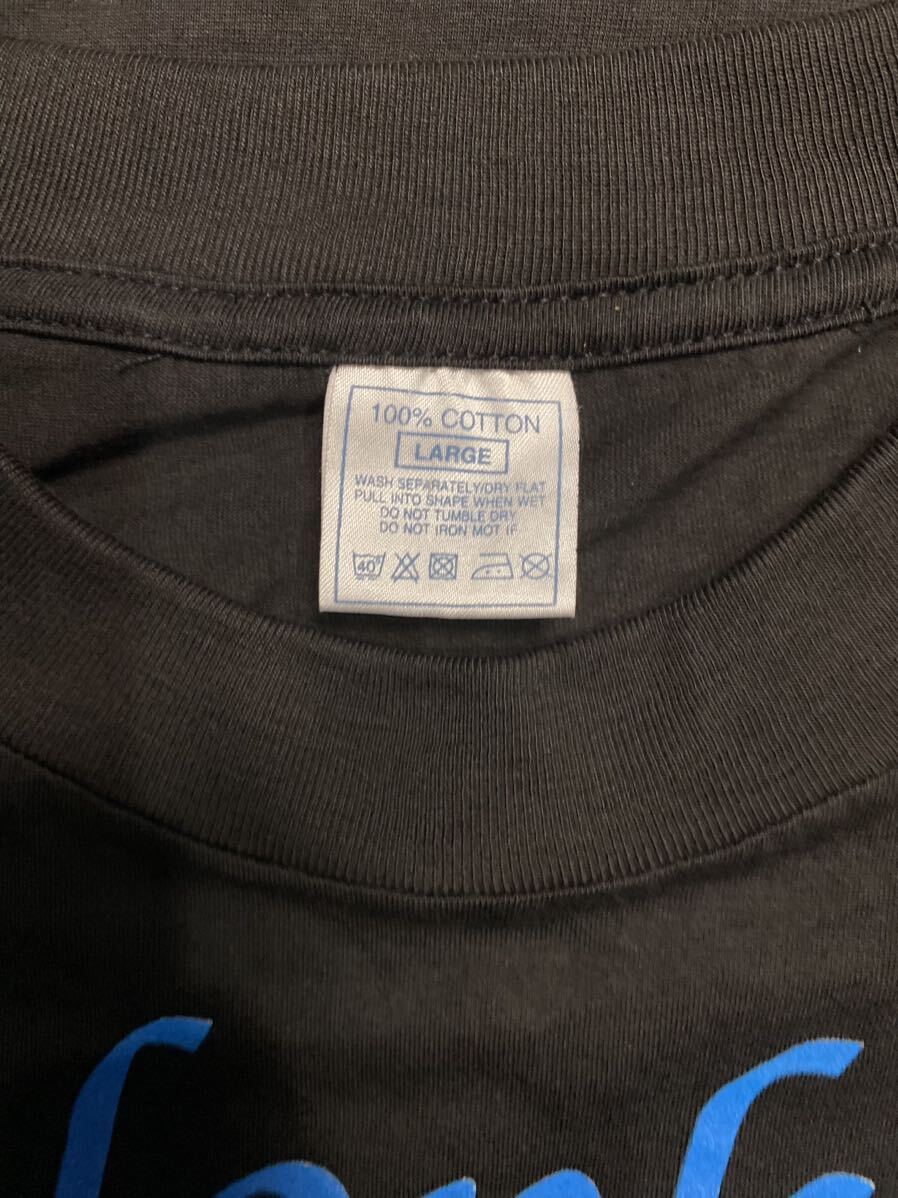 100% COTTON
LARGE
WASH SEPARATELY/DRY FLAT
PULL INTO SHAPE WHEN WET
DO NOT TUMBLE DRY
DO NOT IRON MOT IF
40°